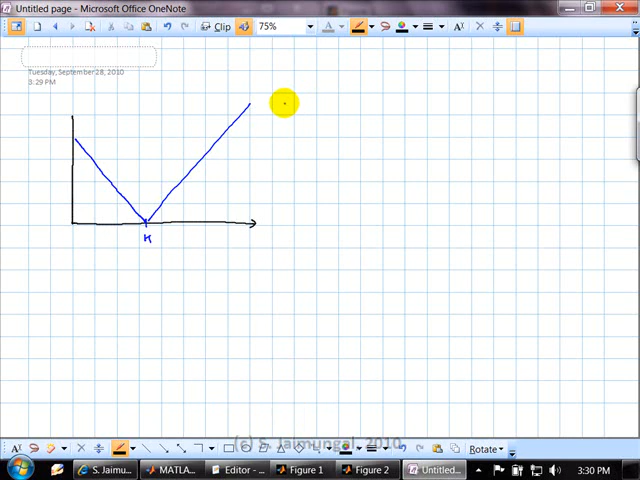 Untitled page - Microsoft Office OneNote
Clip 75%
Tuesday, September 28, 2010
3:29 PM
K
(c) S. Jaimungal, 2010
Rotate
S. Jaimu... MATLA... Editor - ... Figure 1 Figure 2 Untitled... 3:30 PM